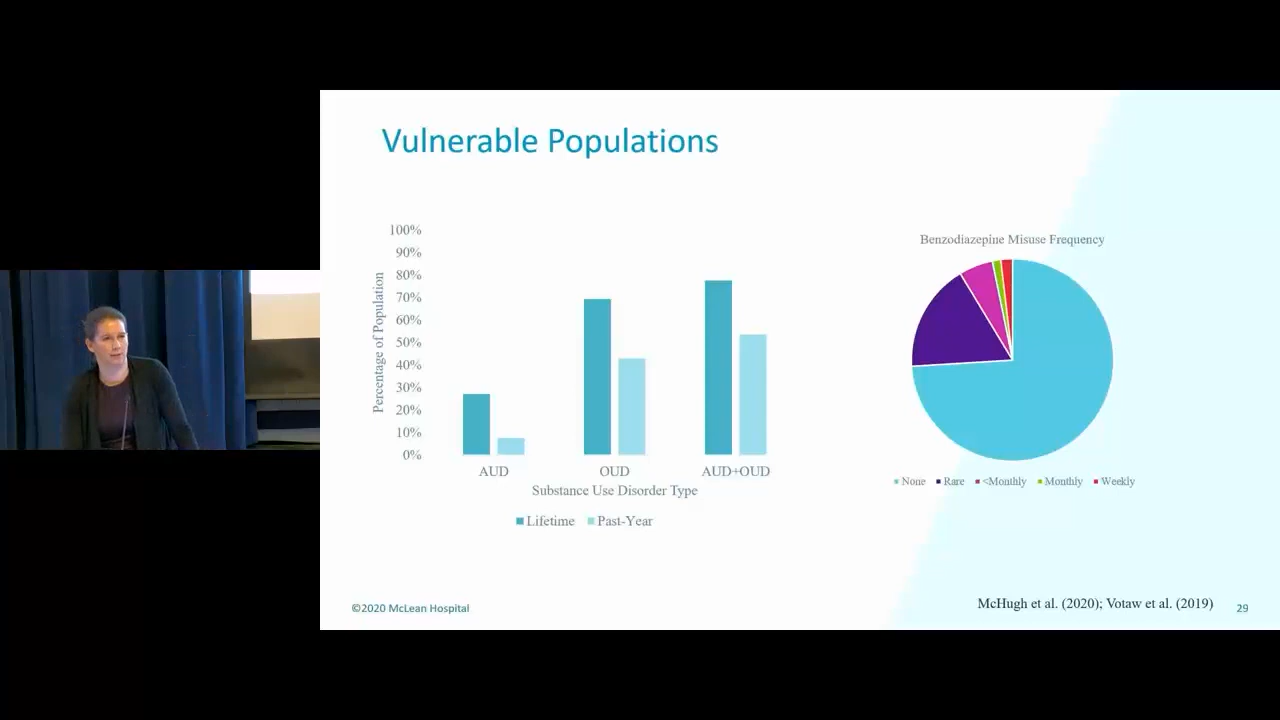 Vulnerable Populations
100%
90%
80%
70%
60%
50%
40%
30%
20%
10%
0%
Percentage of Population
AUD OUD AUD+OUD
Substance Use Disorder Type
Lifetime Past-Year
Benzodiazepine Misuse Frequency
None Rare <Monthly Monthly Weekly
©2020 McLean Hospital
McHugh et al. (2020); Votaw et al. (2019)
29